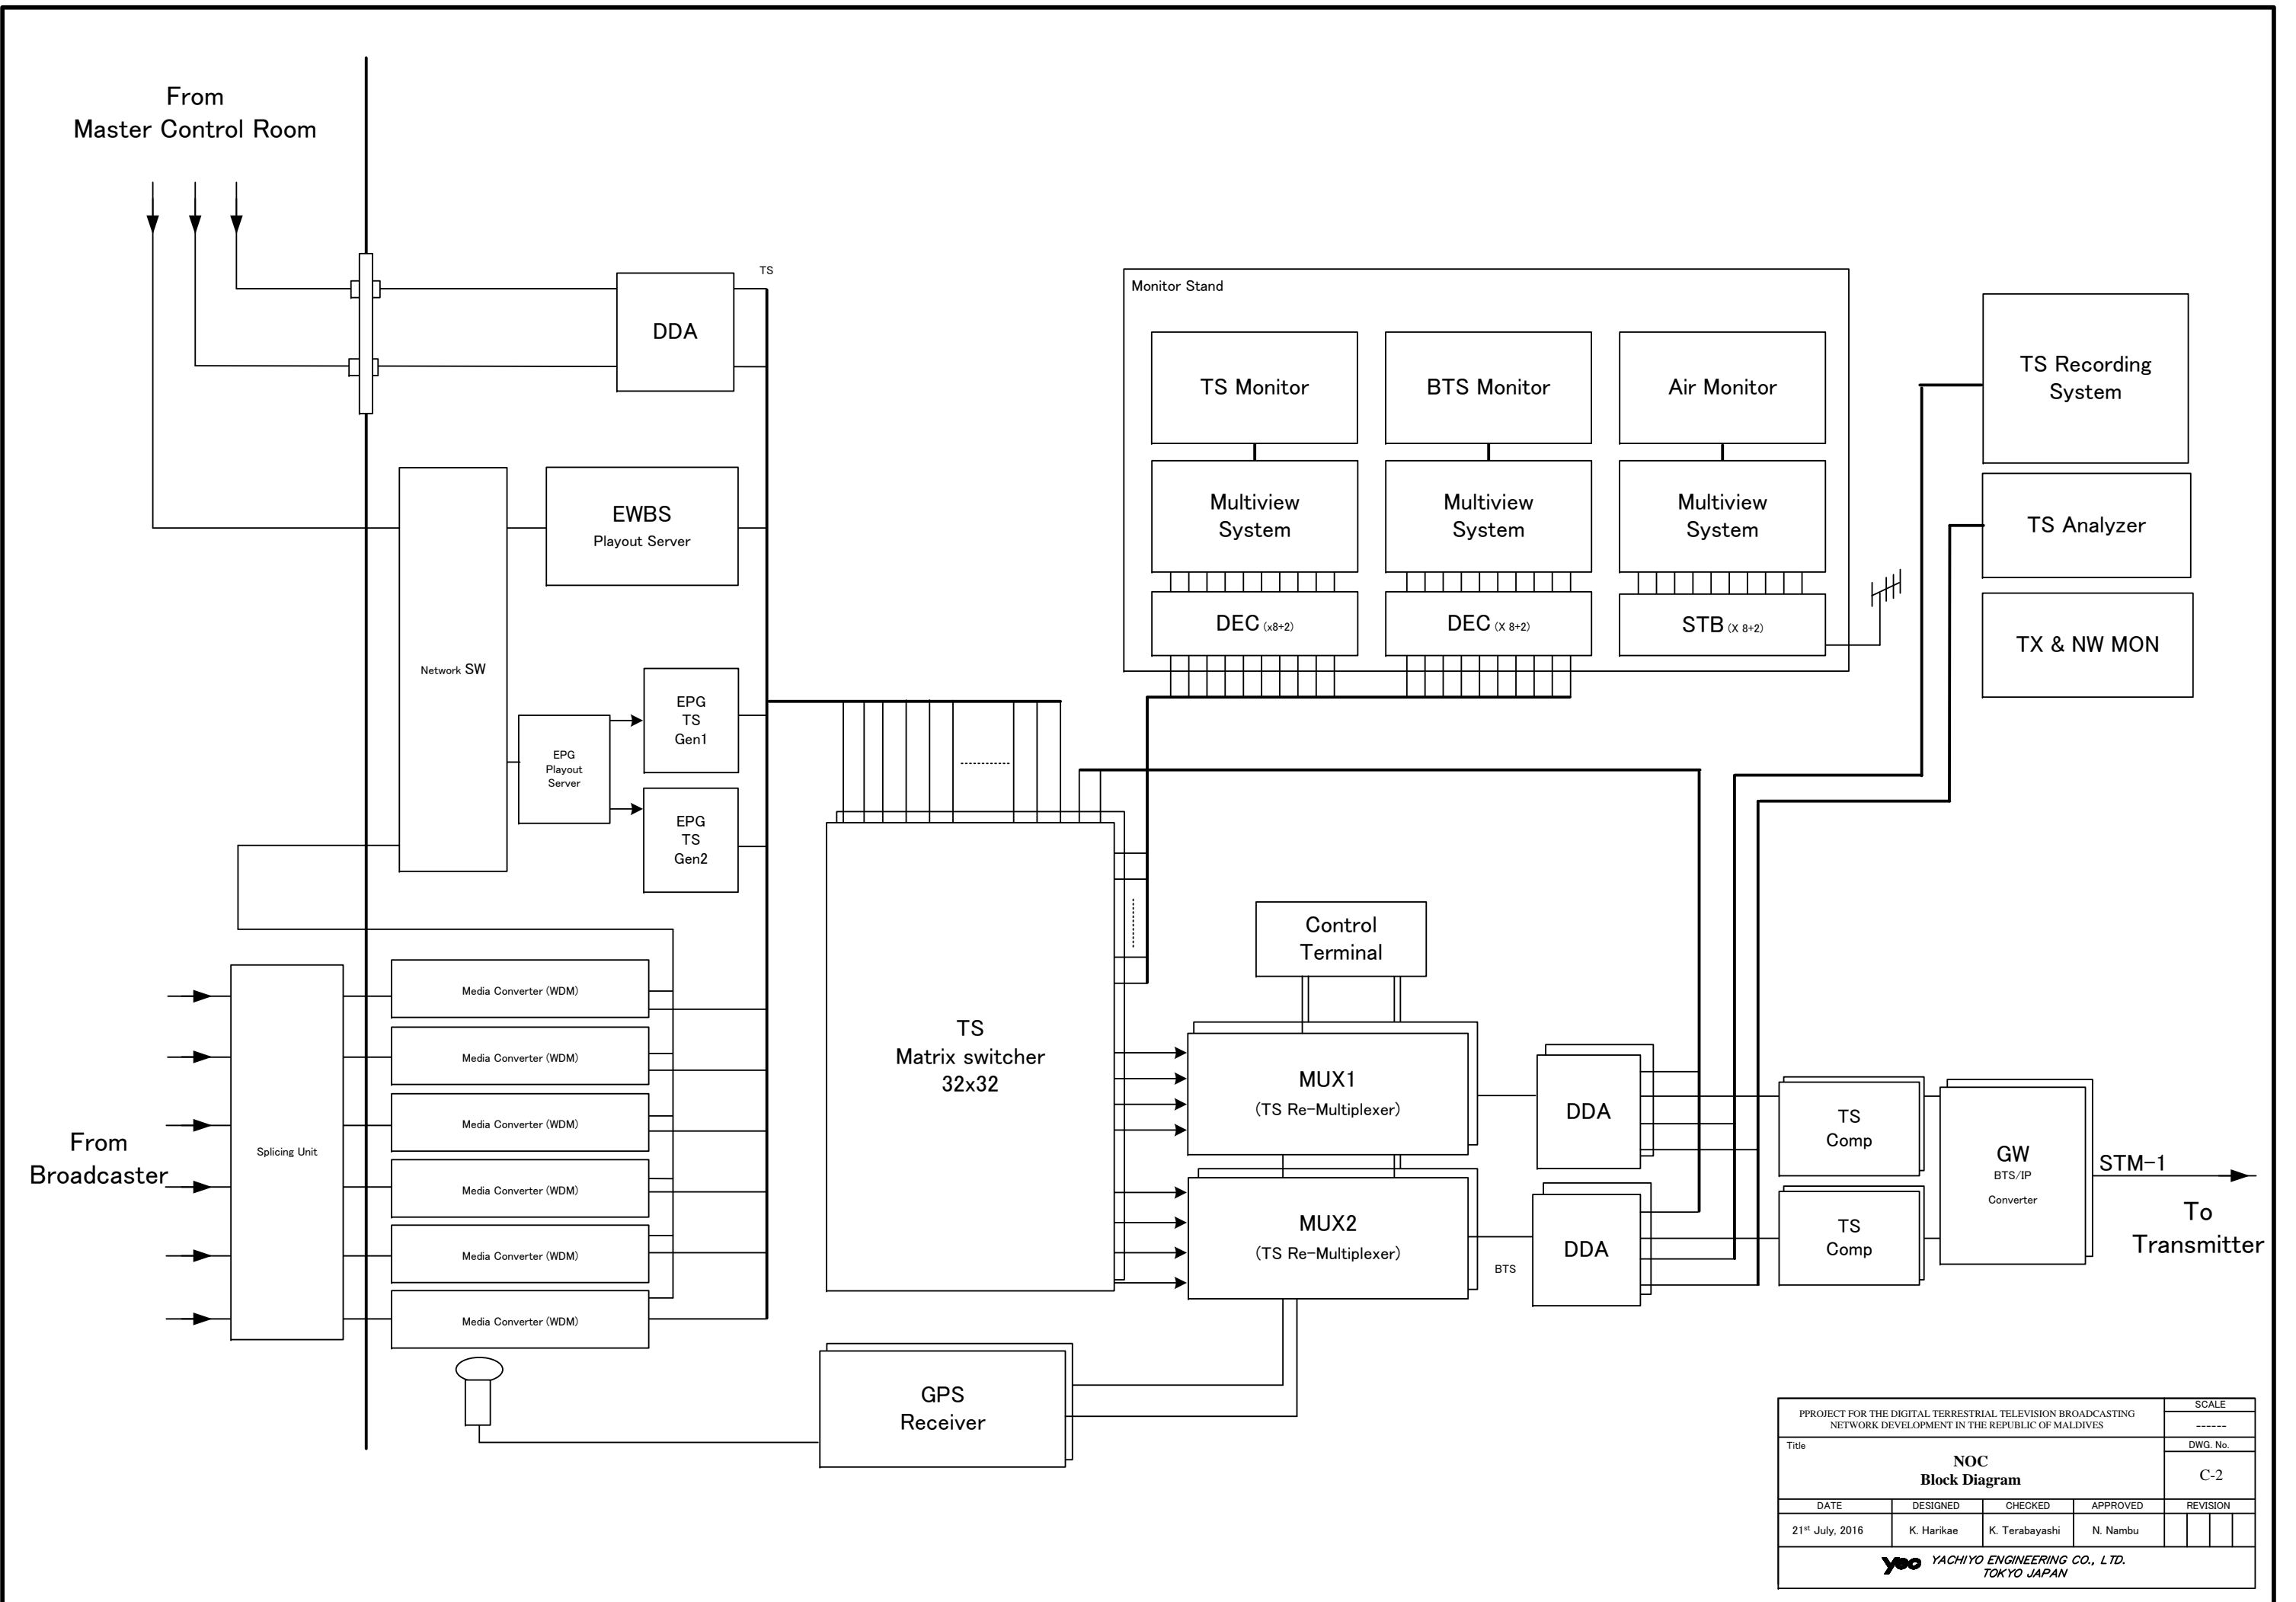 From
Master Control Room
TS
DDA
EWBS
Playout Server
Network SW
EPG
TS
Gen1
EPG
Playout
Server
EPG
TS
Gen2
Monitor Stand
TS Monitor
BTS Monitor
Air Monitor
Multiview
System
Multiview
System
Multiview
System
DEC (x8+2)
DEC (X 8+2)
STB (X 8+2)
TS Recording
System
TS Analyzer
TX & NW MON
From
Broadcaster
Splicing Unit
Media Converter (WDM)
Media Converter (WDM)
Media Converter (WDM)
Media Converter (WDM)
Media Converter (WDM)
Media Converter (WDM)
TS
Matrix switcher
32x32
Control
Terminal
MUX1
(TS Re-Multiplexer)
MUX2
(TS Re-Multiplexer)
BTS
DDA
DDA
TS
Comp
TS
Comp
GW
BTS/IP
Converter
STM-1
To
Transmitter
GPS
Receiver
PPROJECT FOR THE DIGITAL TERRESTRIAL TELEVISION BROADCASTING
NETWORK DEVELOPMENT IN THE REPUBLIC OF MALDIVES
SCALE
------
Title
NOC
Block Diagram
DWG. No.
C-2
DATE DESIGNED CHECKED APPROVED REVISION
21st July, 2016 K. Harikae K. Terabayashi N. Nambu
yec YACHIYO ENGINEERING CO., LTD.
TOKYO JAPAN